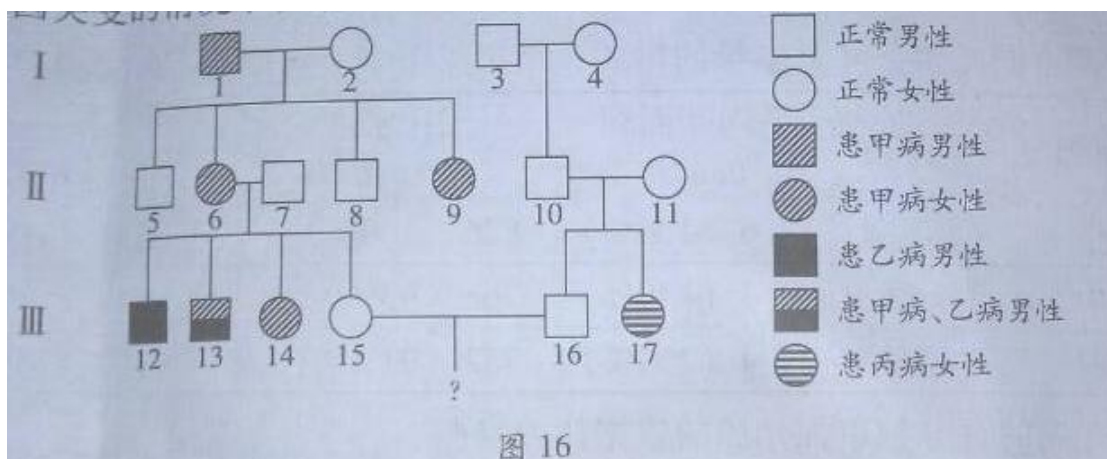 Ⅰ
1 2 3 4
正常男性
正常女性
患甲病男性
Ⅱ
5 6 7 8 9 10 11
患甲病女性
患乙病男性
Ⅲ
12 13 14 15 16 17
患甲病、乙病男性
患丙病女性
?
图 16